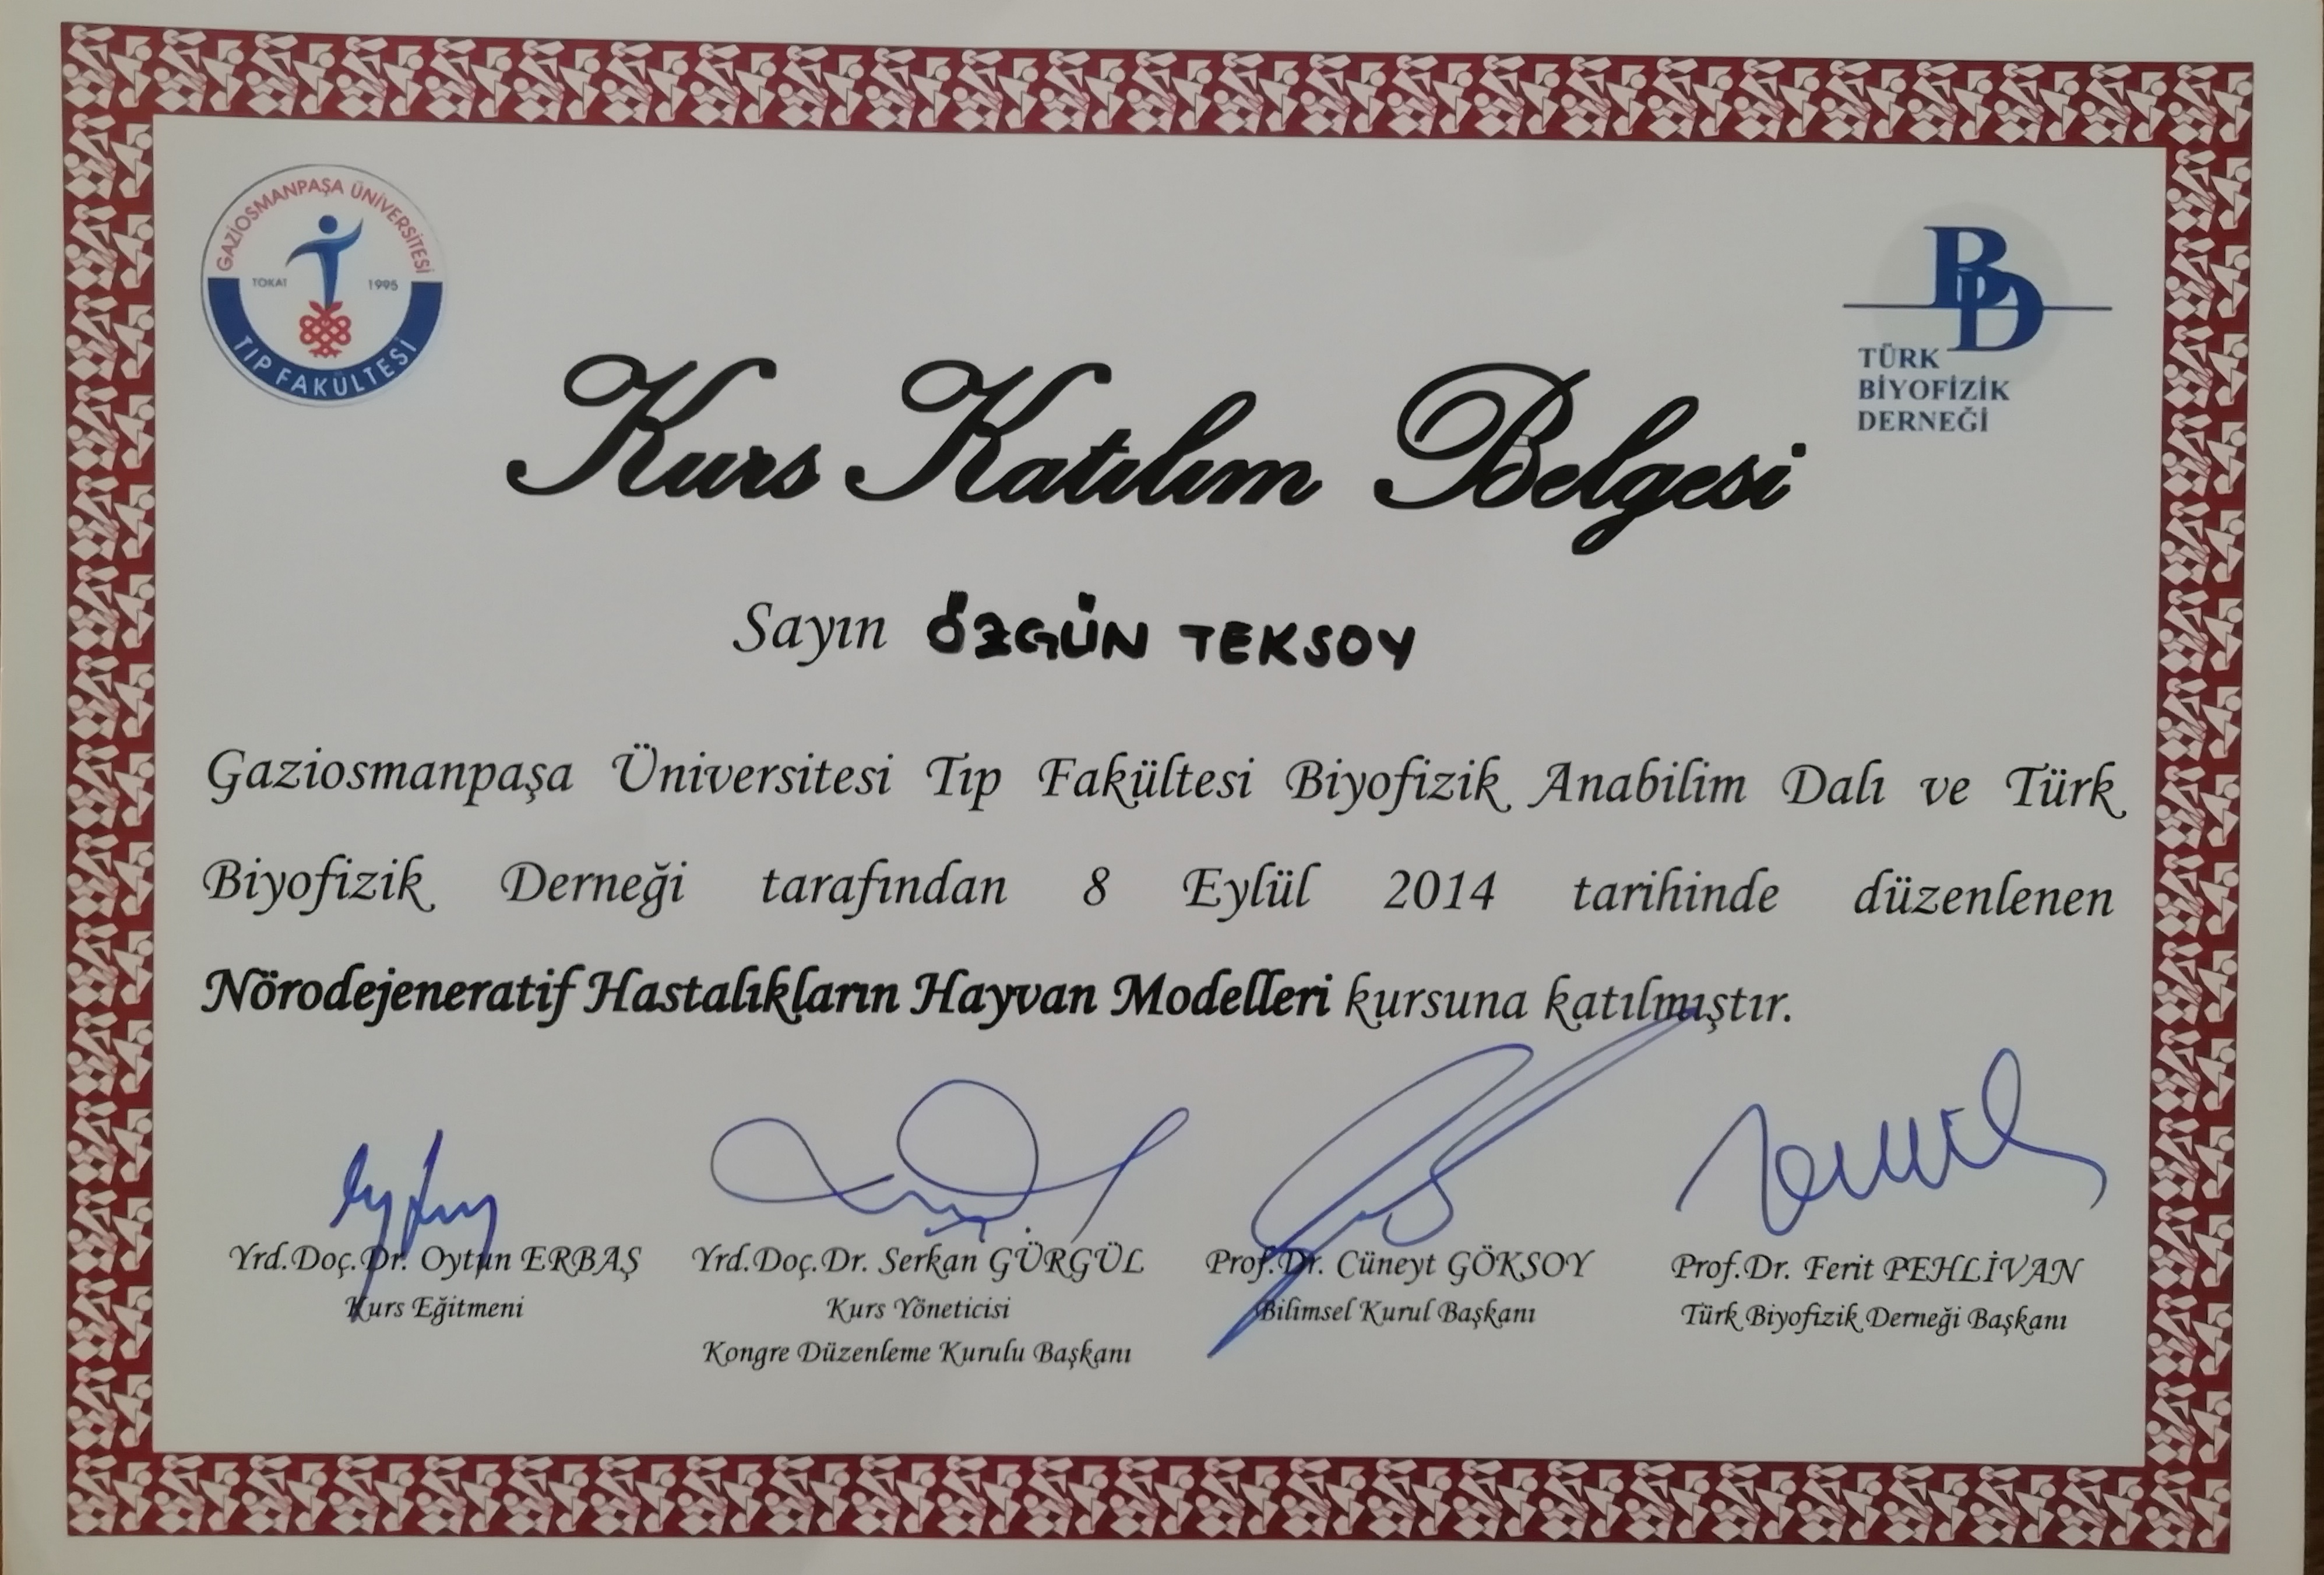 GAZİOSMANPAŞA ÜNİVERSİTESİ
TOKAT 1995
TIP FAKÜLTESİ
BD
TÜRK
BİYOFİZİK
DERNEĞİ
Kurs Katılım Belgesi
Sayın ÖZGÜN TEKSOY
Gaziosmanpaşa Üniversitesi Tıp Fakültesi Biyofizik Anabilim Dalı ve Türk
Biyofizik Derneği tarafından 8 Eylül 2014 tarihinde düzenlenen
Nörodejeneratif Hastalıkların Hayvan Modelleri kursuna katılmıştır.
Yrd.Doç.Dr. Oytun ERBAŞ Yrd.Doç.Dr. Serkan GÜRGÜL Prof.Dr. Cüneyt GÖKSOY Prof.Dr. Ferit PEHLİVAN
Kurs Eğitmeni Kurs Yöneticisi Bilimsel Kurul Başkanı Türk Biyofizik Derneği Başkanı
Kongre Düzenleme Kurulu Başkanı